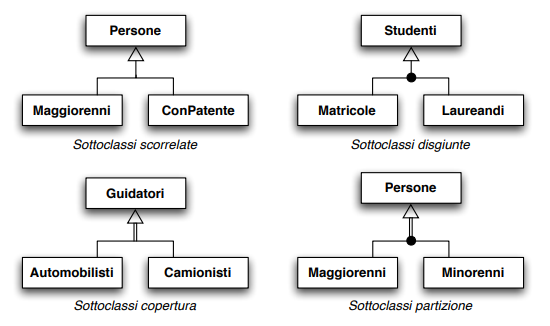 Persone
Maggiorenni
ConPatente
Sottoclassi scorrelate
Studenti
Matricole
Laureandi
Sottoclassi disgiunte
Guidatori
Automobilisti
Camionisti
Sottoclassi copertura
Persone
Maggiorenni
Minorenni
Sottoclassi partizione